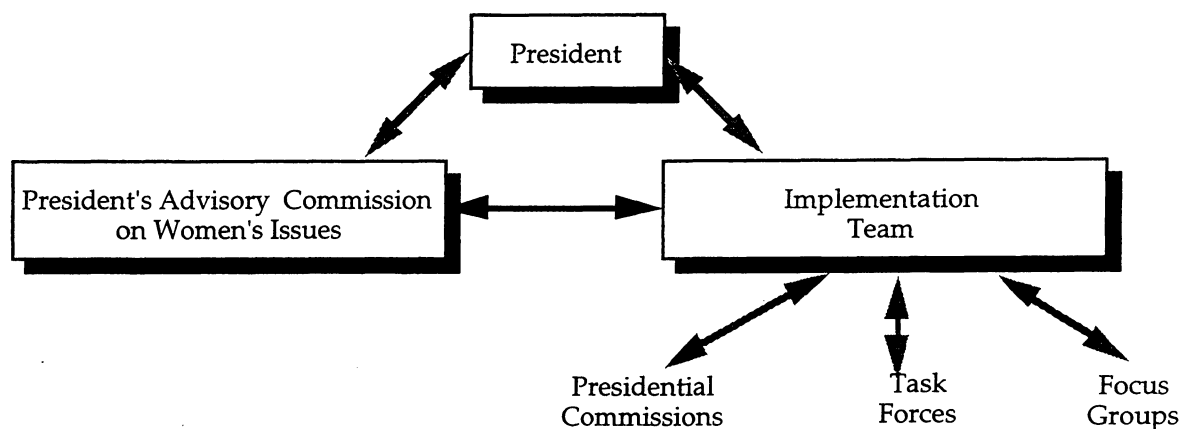 President
President's Advisory Commission
on Women's Issues
Implementation
Team
Presidential
Commissions
Task
Forces
Focus
Groups